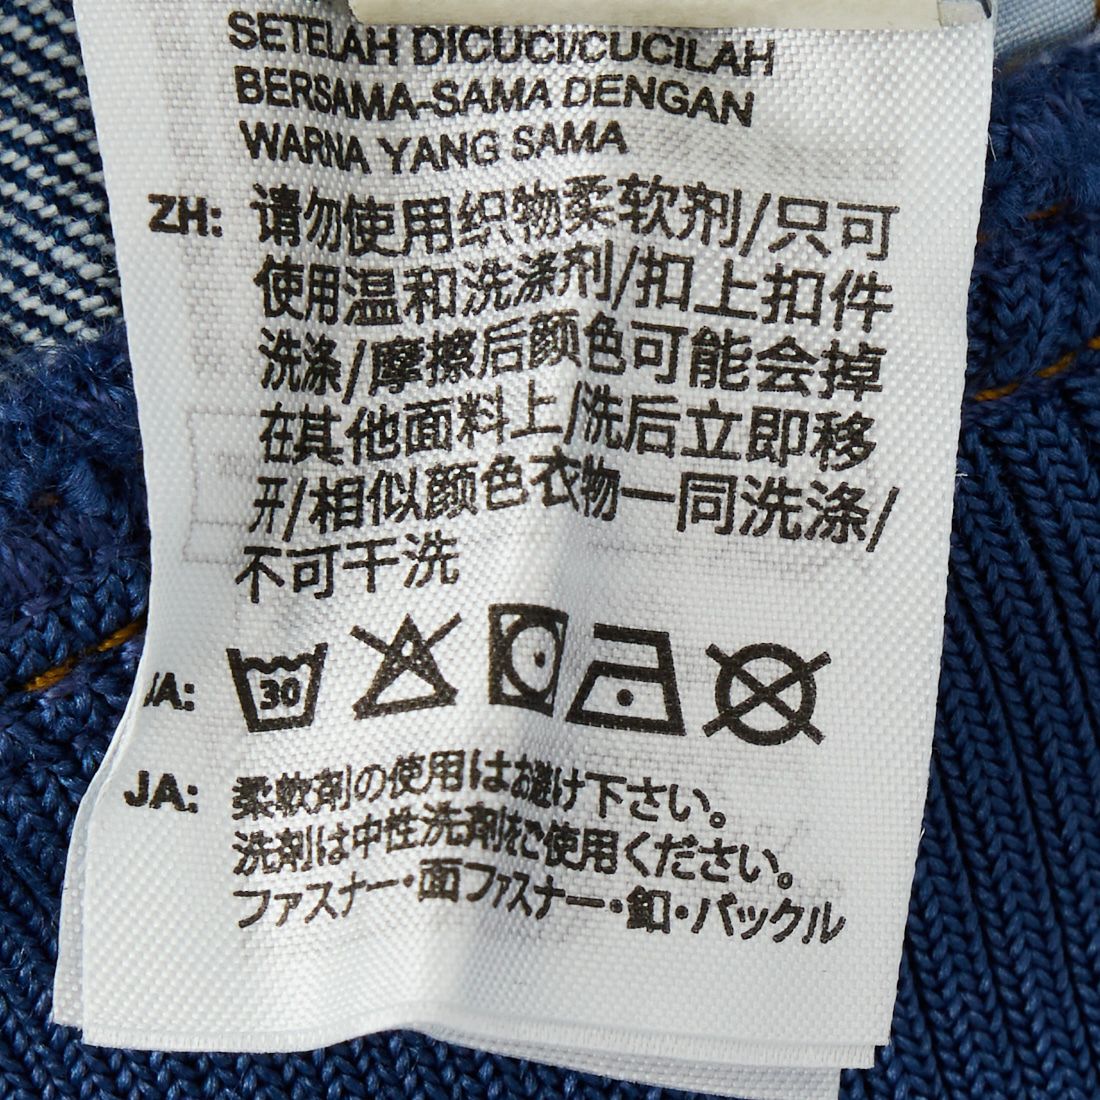 SETELAH DICUCI/CUCILAH
BERSAMA-SAMA DENGAN
WARNA YANG SAMA
ZH: 请勿使用织物柔软剂/只可
使用温和洗涤剂/扣上扣件
洗涤/摩擦后颜色可能会掉
在其他面料上/洗后立即移
开/相似颜色衣物一同洗涤/
不可干洗
JA: 30
JA: 柔軟剤の使用はお避け下さい。
洗剤は中性洗剤をご使用ください。
ファスナー・面ファスナー・釦・バックル